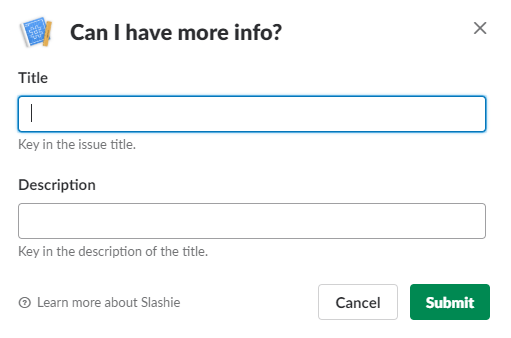 Can I have more info?
Title
Key in the issue title.
Description
Key in the description of the title.
Learn more about Slashie
Cancel
Submit